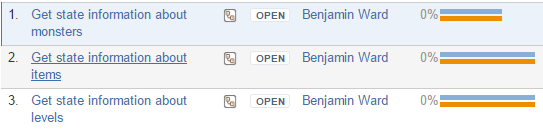 1. Get state information about monsters OPEN Benjamin Ward 0%
2. Get state information about items OPEN Benjamin Ward 0%
3. Get state information about levels OPEN Benjamin Ward 0%